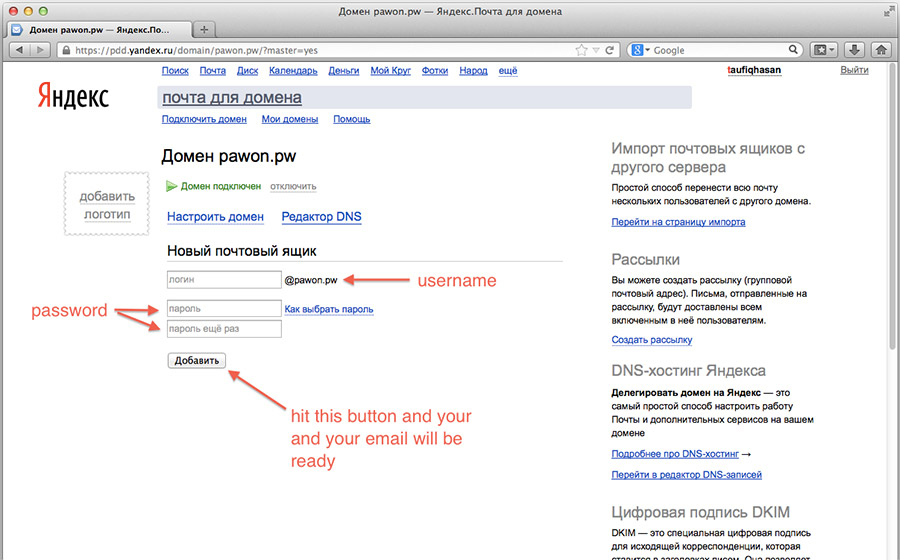 Домен pawon.pw — Яндекс.Почта для домена
Домен pawon.pw — Яндекс.По...
https://pdd.yandex.ru/domain/pawon.pw/?master=yes
Google
Поиск Почта Диск Календарь Деньги Мой Круг Фотки Народ ещё
taufiqhasan
Выйти
Яндекс
почта для домена
Подключить домен Мои домены Помощь
Домен pawon.pw
Домен подключен отключить
добавить
логотип
Настроить домен Редактор DNS
Новый почтовый ящик
логин @pawon.pw
username
password
пароль Как выбрать пароль
пароль ещё раз
Добавить
hit this button and your
and your email will be
ready
Импорт почтовых ящиков с
другого сервера
Простой способ перенести всю почту
нескольких пользователей с другого домена.
Перейти на страницу импорта
Рассылки
Вы можете создать рассылку (групповой
почтовый адрес). Письма, отправленные на
рассылку, будут доставлены всем
включенным в неё пользователям.
Создать рассылку
DNS-хостинг Яндекса
Делегировать домен на Яндекс — это
самый простой способ настроить работу
Почты и дополнительных сервисов на вашем
домене
Подробнее про DNS-хостинг →
Перейти в редактор DNS-записей
Цифровая подпись DKIM
DKIM — это специальная цифровая подпись
для исходящей корреспонденции, которая